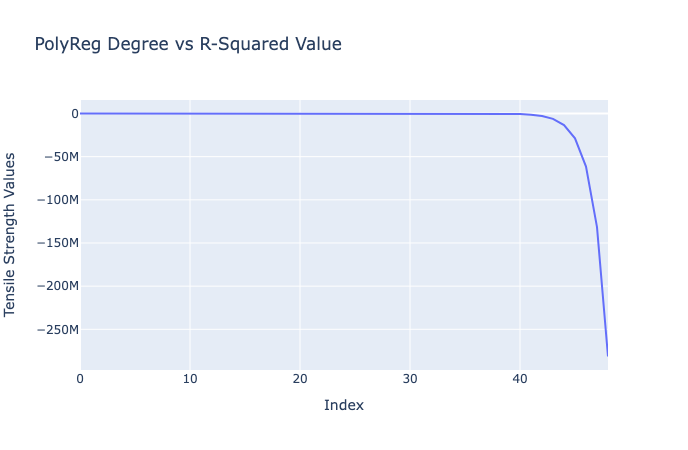 PolyReg Degree vs R-Squared Value
Tensile Strength Values
0
−50M
−100M
−150M
−200M
−250M
0
10
20
30
40
Index